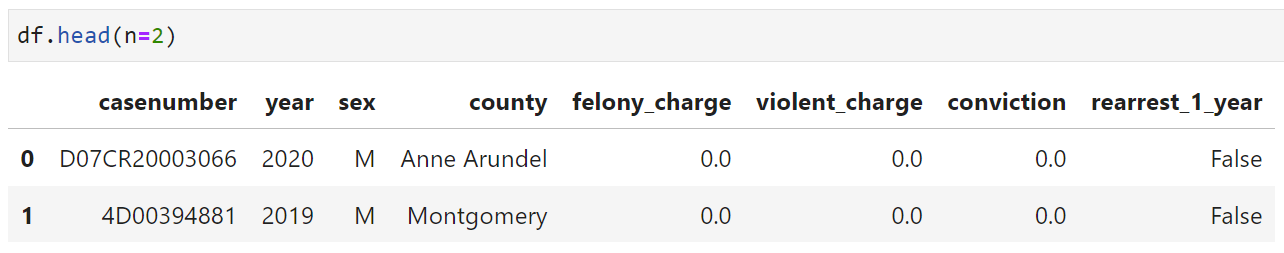 df.head(n=2)
casenumber year sex county felony_charge violent_charge conviction rearrest_1_year
0 D07CR20003066 2020 M Anne Arundel 0.0 0.0 0.0 False
1 4D00394881 2019 M Montgomery 0.0 0.0 0.0 False